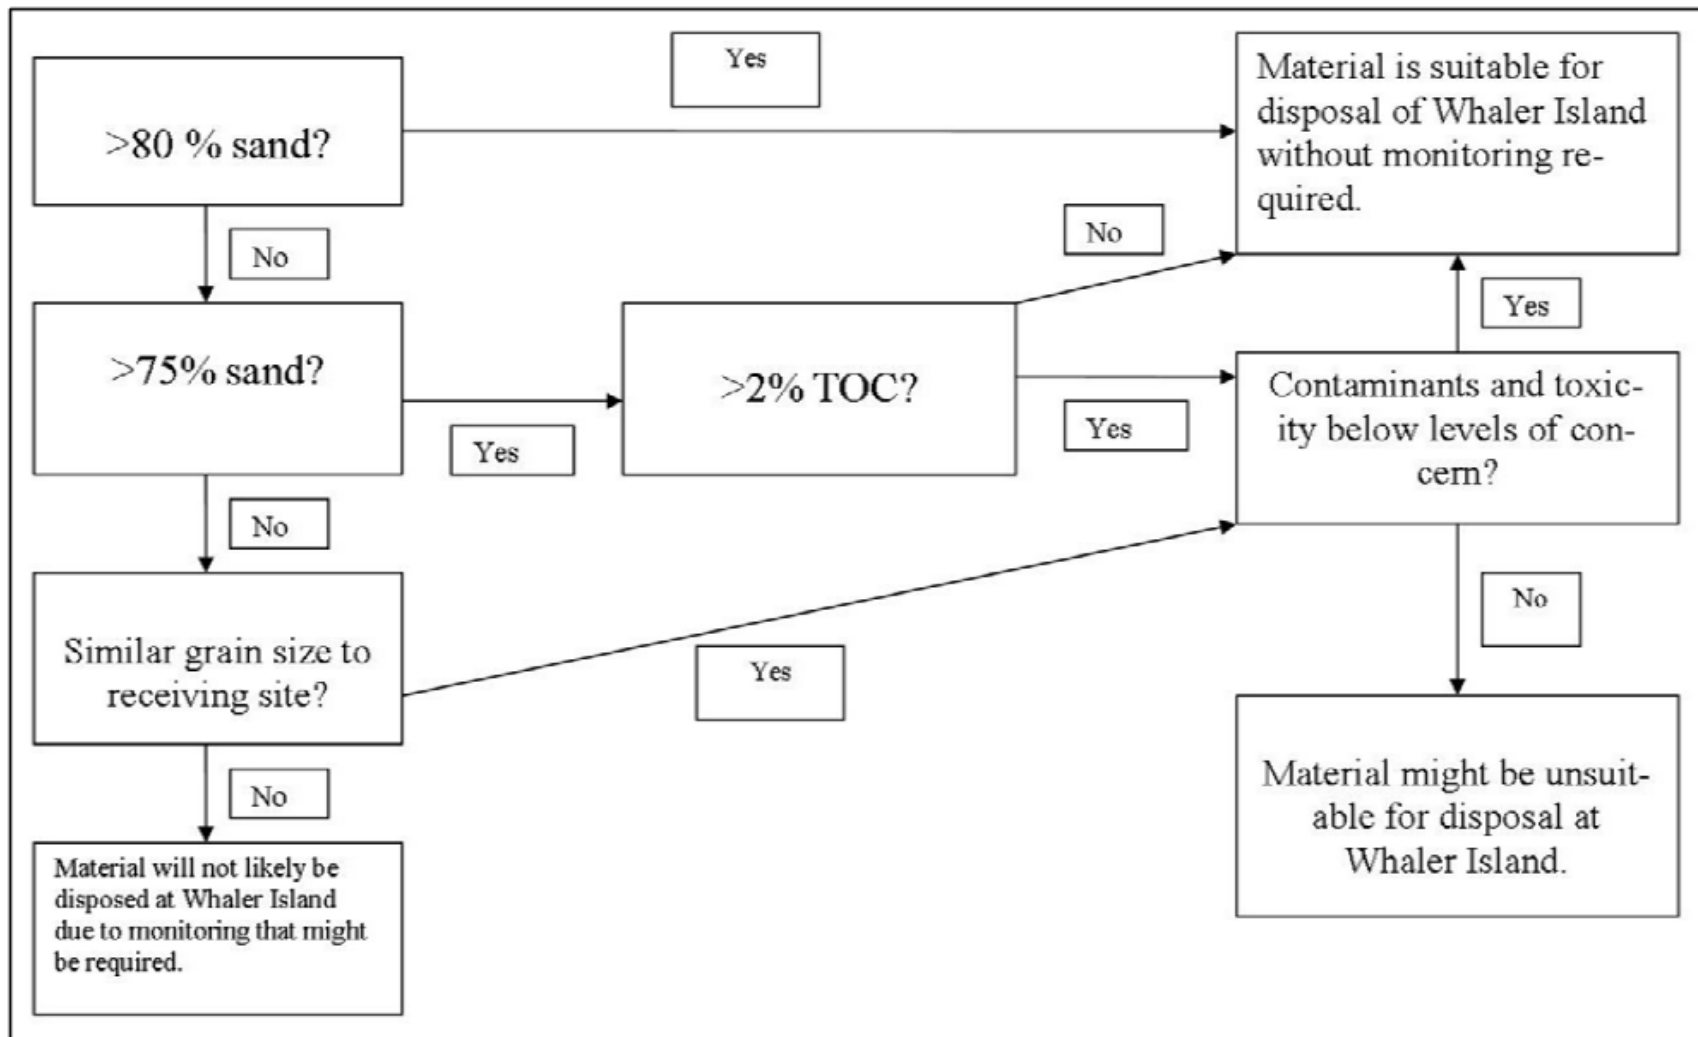 Yes
>80 % sand?
Material is suitable for
disposal of Whaler Island
without monitoring re-
quired.
No
No
>75% sand?
Yes
>2% TOC?
No
Yes
Contaminants and toxic-
ity below levels of con-
cern?
Yes
No
Similar grain size to
receiving site?
Yes
No
No
Material will not likely be
disposed at Whaler Island
due to monitoring that might
be required.
Material might be unsuit-
able for disposal at
Whaler Island.